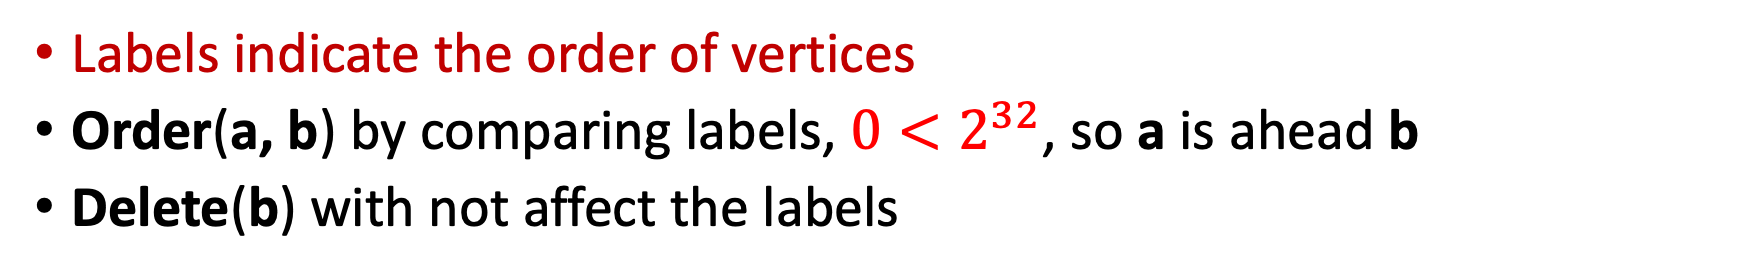 • Labels indicate the order of vertices
• Order(a, b) by comparing labels, 0 < 2³², so a is ahead b
• Delete(b) with not affect the labels